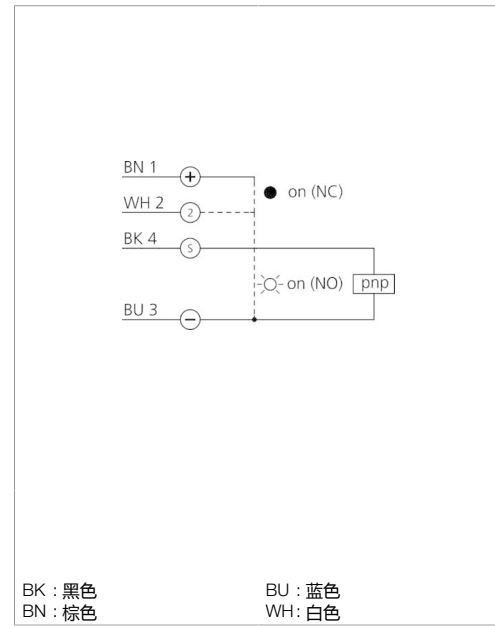 BN 1
+
on (NC)
WH 2
2
BK 4
S
on (NO)
pnp
BU 3
−
BK : 黑色
BU : 蓝色
BN : 棕色
WH : 白色